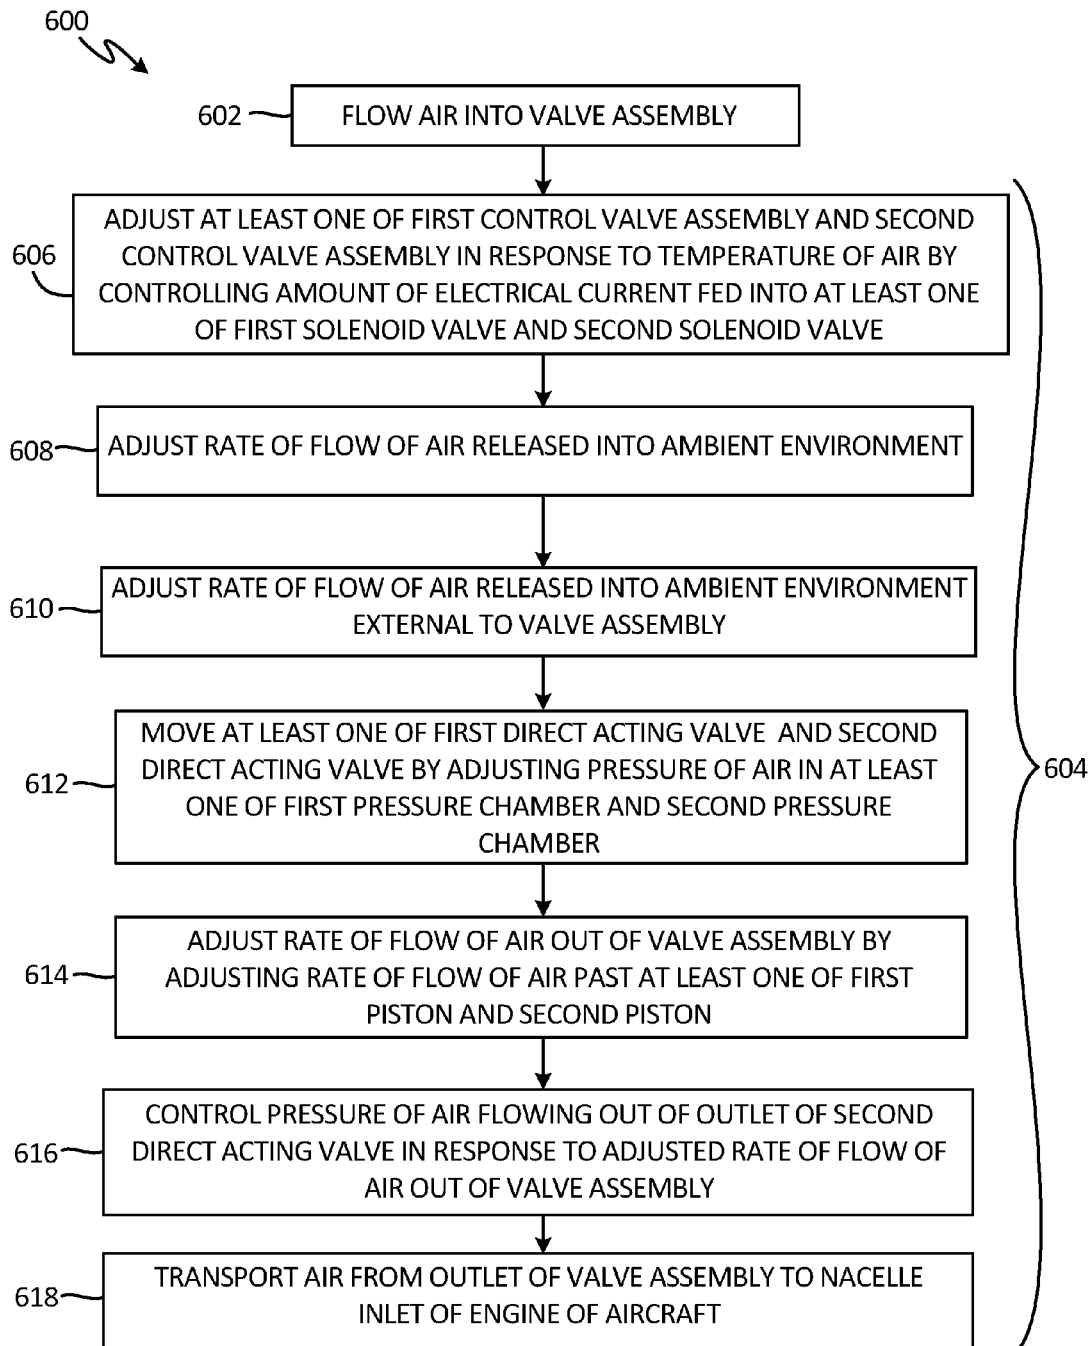 600
602
FLOW AIR INTO VALVE ASSEMBLY
606
ADJUST AT LEAST ONE OF FIRST CONTROL VALVE ASSEMBLY AND SECOND
CONTROL VALVE ASSEMBLY IN RESPONSE TO TEMPERATURE OF AIR BY
CONTROLLING AMOUNT OF ELECTRICAL CURRENT FED INTO AT LEAST ONE
OF FIRST SOLENOID VALVE AND SECOND SOLENOID VALVE
608
ADJUST RATE OF FLOW OF AIR RELEASED INTO AMBIENT ENVIRONMENT
610
ADJUST RATE OF FLOW OF AIR RELEASED INTO AMBIENT ENVIRONMENT
EXTERNAL TO VALVE ASSEMBLY
612
MOVE AT LEAST ONE OF FIRST DIRECT ACTING VALVE AND SECOND
DIRECT ACTING VALVE BY ADJUSTING PRESSURE OF AIR IN AT LEAST
ONE OF FIRST PRESSURE CHAMBER AND SECOND PRESSURE
CHAMBER
604
614
ADJUST RATE OF FLOW OF AIR OUT OF VALVE ASSEMBLY BY
ADJUSTING RATE OF FLOW OF AIR PAST AT LEAST ONE OF FIRST
PISTON AND SECOND PISTON
616
CONTROL PRESSURE OF AIR FLOWING OUT OF OUTLET OF SECOND
DIRECT ACTING VALVE IN RESPONSE TO ADJUSTED RATE OF FLOW OF
AIR OUT OF VALVE ASSEMBLY
618
TRANSPORT AIR FROM OUTLET OF VALVE ASSEMBLY TO NACELLE
INLET OF ENGINE OF AIRCRAFT